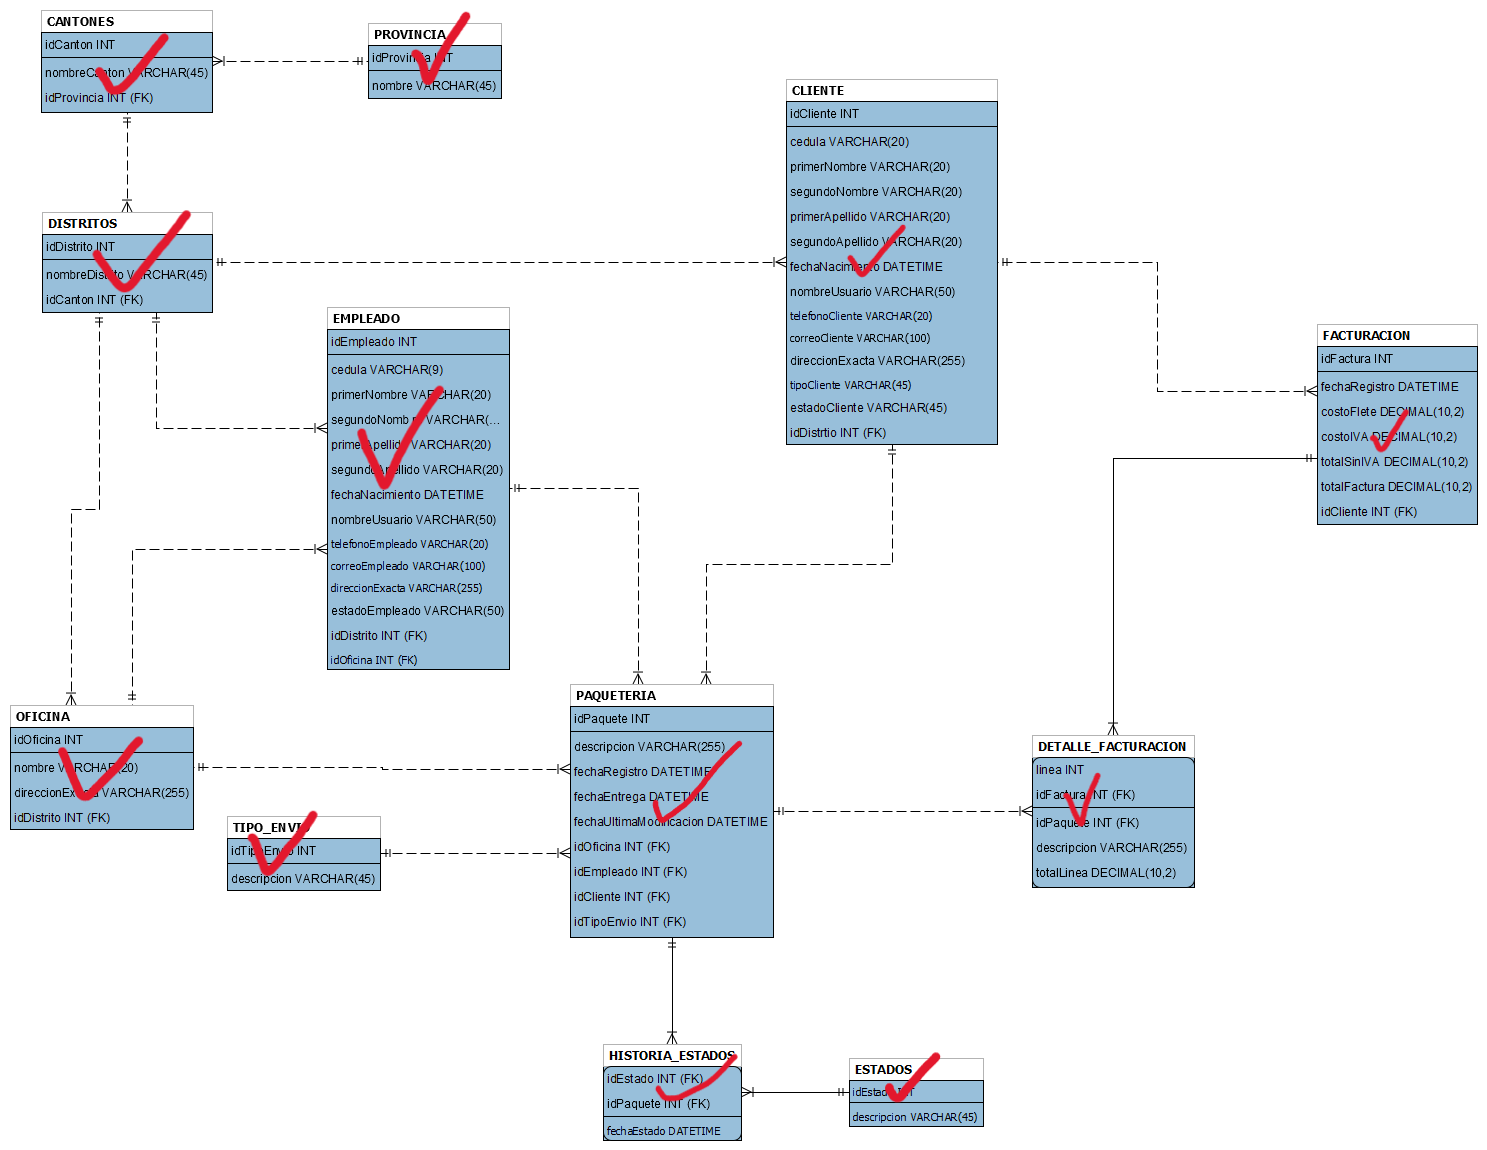 CANTONES
idCanton INT
nombreCanton VARCHAR(45)
idProvincia INT (FK)
PROVINCIA
idProvincia INT
nombre VARCHAR(45)
CLIENTE
idCliente INT
cedula VARCHAR(20)
primerNombre VARCHAR(20)
segundoNombre VARCHAR(20)
primerApellido VARCHAR(20)
segundoApellido VARCHAR(20)
fechaNacimiento DATETIME
nombreUsuario VARCHAR(50)
telefonoCliente VARCHAR(20)
correoCliente VARCHAR(100)
direccionExacta VARCHAR(255)
tipoCliente VARCHAR(45)
estadoCliente VARCHAR(45)
idDistrtio INT (FK)
DISTRITOS
idDistrito INT
nombreDistrito VARCHAR(45)
idCanton INT (FK)
EMPLEADO
idEmpleado INT
cedula VARCHAR(9)
primerNombre VARCHAR(20)
segundoNombre VARCHAR(...
primerApellido VARCHAR(20)
segundoApellido VARCHAR(20)
fechaNacimiento DATETIME
nombreUsuario VARCHAR(50)
telefonoEmpleado VARCHAR(20)
correoEmpleado VARCHAR(100)
direccionExacta VARCHAR(255)
estadoEmpleado VARCHAR(50)
idDistrito INT (FK)
idOficina INT (FK)
FACTURACION
idFactura INT
fechaRegistro DATETIME
costoFlete DECIMAL(10,2)
costoIVA DECIMAL(10,2)
totalSinIVA DECIMAL(10,2)
totalFactura DECIMAL(10,2)
idCliente INT (FK)
OFICINA
idOficina INT
nombre VARCHAR(20)
direccionExacta VARCHAR(255)
idDistrito INT (FK)
TIPO_ENVIO
idTipoEnvio INT
descripcion VARCHAR(45)
PAQUETERIA
idPaquete INT
descripcion VARCHAR(255)
fechaRegistro DATETIME
fechaEntrega DATETIME
fechaUltimaModificacion DATETIME
idOficina INT (FK)
idEmpleado INT (FK)
idCliente INT (FK)
idTipoEnvio INT (FK)
DETALLE_FACTURACION
linea INT
idFactura INT (FK)
idPaquete INT (FK)
descripcion VARCHAR(255)
totalLinea DECIMAL(10,2)
HISTORIA_ESTADOS
idEstado INT (FK)
idPaquete INT (FK)
fechaEstado DATETIME
ESTADOS
idEstado INT
descripcion VARCHAR(45)